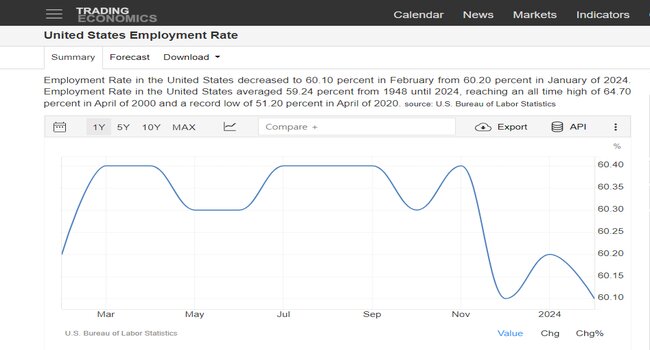 TRADING
ECONOMICS
Calendar News Markets Indicators
United States Employment Rate
Summary Forecast Download
Employment Rate in the United States decreased to 60.10 percent in February from 60.20 percent in January of 2024.
Employment Rate in the United States averaged 59.24 percent from 1948 until 2024, reaching an all time high of 64.70
percent in April of 2000 and a record low of 51.20 percent in April of 2020. source: U.S. Bureau of Labor Statistics
1Y 5Y 10Y MAX Compare + Export API
%
60.40
60.35
60.30
60.25
60.20
60.15
60.10
Mar May Jul Sep Nov 2024
U.S. Bureau of Labor Statistics Value Chg Chg%